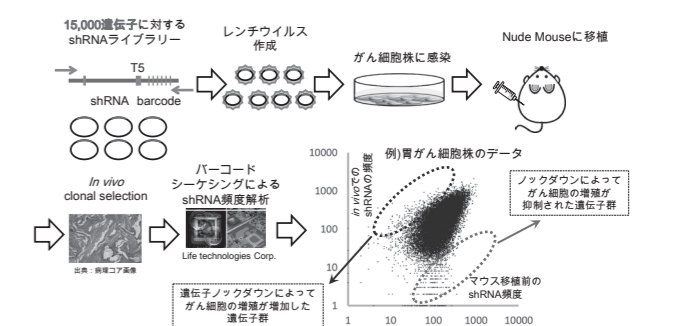 15,000遺伝子に対する
shRNAライブラリー
T5
shRNA barcode
レンチウイルス
作成
がん細胞株に感染
Nude Mouseに移植
In vivo
clonal selection
出典：病理コア画像
バーコード
シーケシングによる
shRNA頻度解析
Life technologies Corp.
例)胃がん細胞株のデータ
in vivoでの
shRNAの頻度
10000
1000
100
10
1
1 10 100 1000 10000
マウス移植前の
shRNA頻度
ノックダウンによって
がん細胞の増殖が
抑制された遺伝子群
遺伝子ノックダウンによって
がん細胞の増殖が増加した
遺伝子群